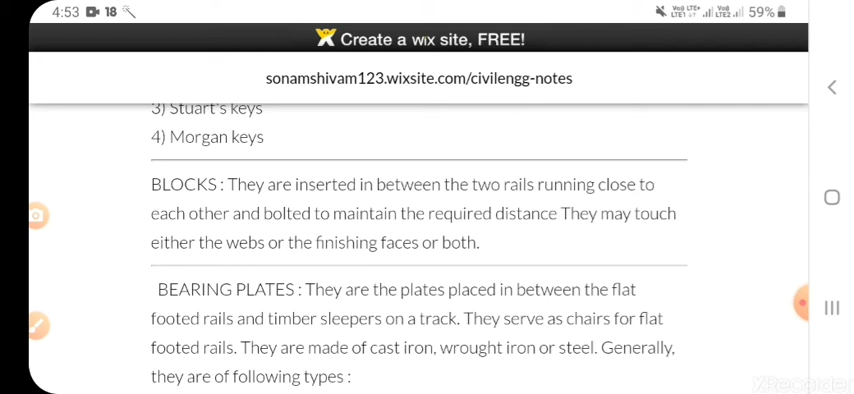 4:53 18 Vo) LTE+ LTE1 Vo) LTE2 59%
Create a WiX site, FREE!
sonamshivam123.wixsite.com/civilengg-notes
3) Stuart's keys
4) Morgan keys
BLOCKS : They are inserted in between the two rails running close to
each other and bolted to maintain the required distance They may touch
either the webs or the finishing faces or both.
BEARING PLATES : They are the plates placed in between the flat
footed rails and timber sleepers on a track. They serve as chairs for flat
footed rails. They are made of cast iron, wrought iron or steel. Generally,
they are of following types :
XRecorder